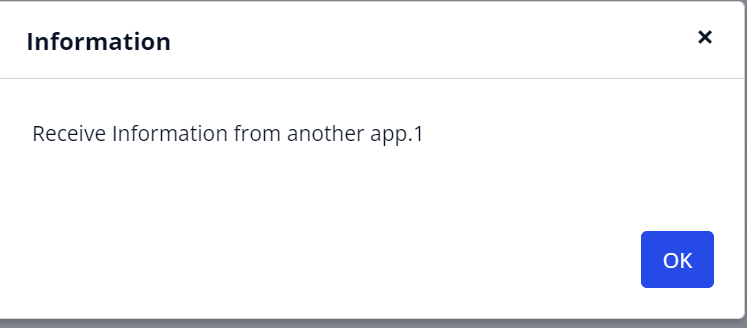 Information
×
Receive Information from another app.1
OK